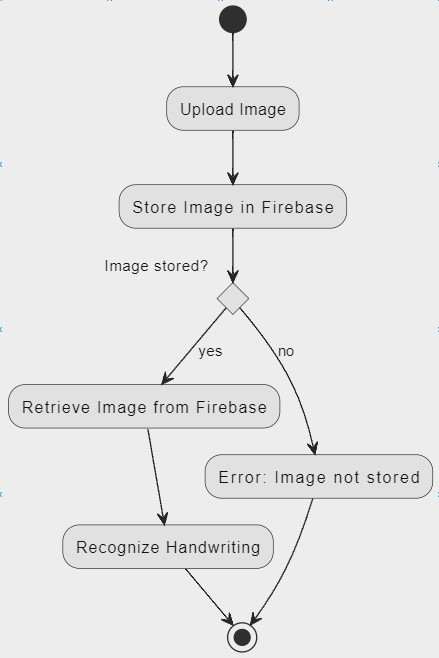 Upload Image
Store Image in Firebase
Image stored?
yes
no
Retrieve Image from Firebase
Error: Image not stored
Recognize Handwriting